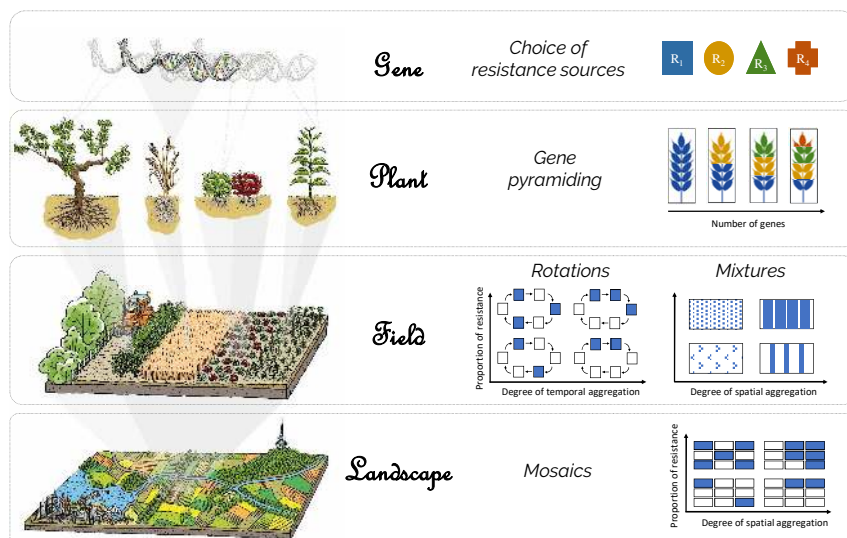 Gene
Choice of
resistance sources
R1
R2
R3
R4
Plant
Gene
pyramiding
Number of genes
Field
Rotations
Proportion of resistance
Degree of temporal aggregation
Mixtures
Degree of spatial aggregation
Landscape
Mosaics
Proportion of resistance
Degree of spatial aggregation